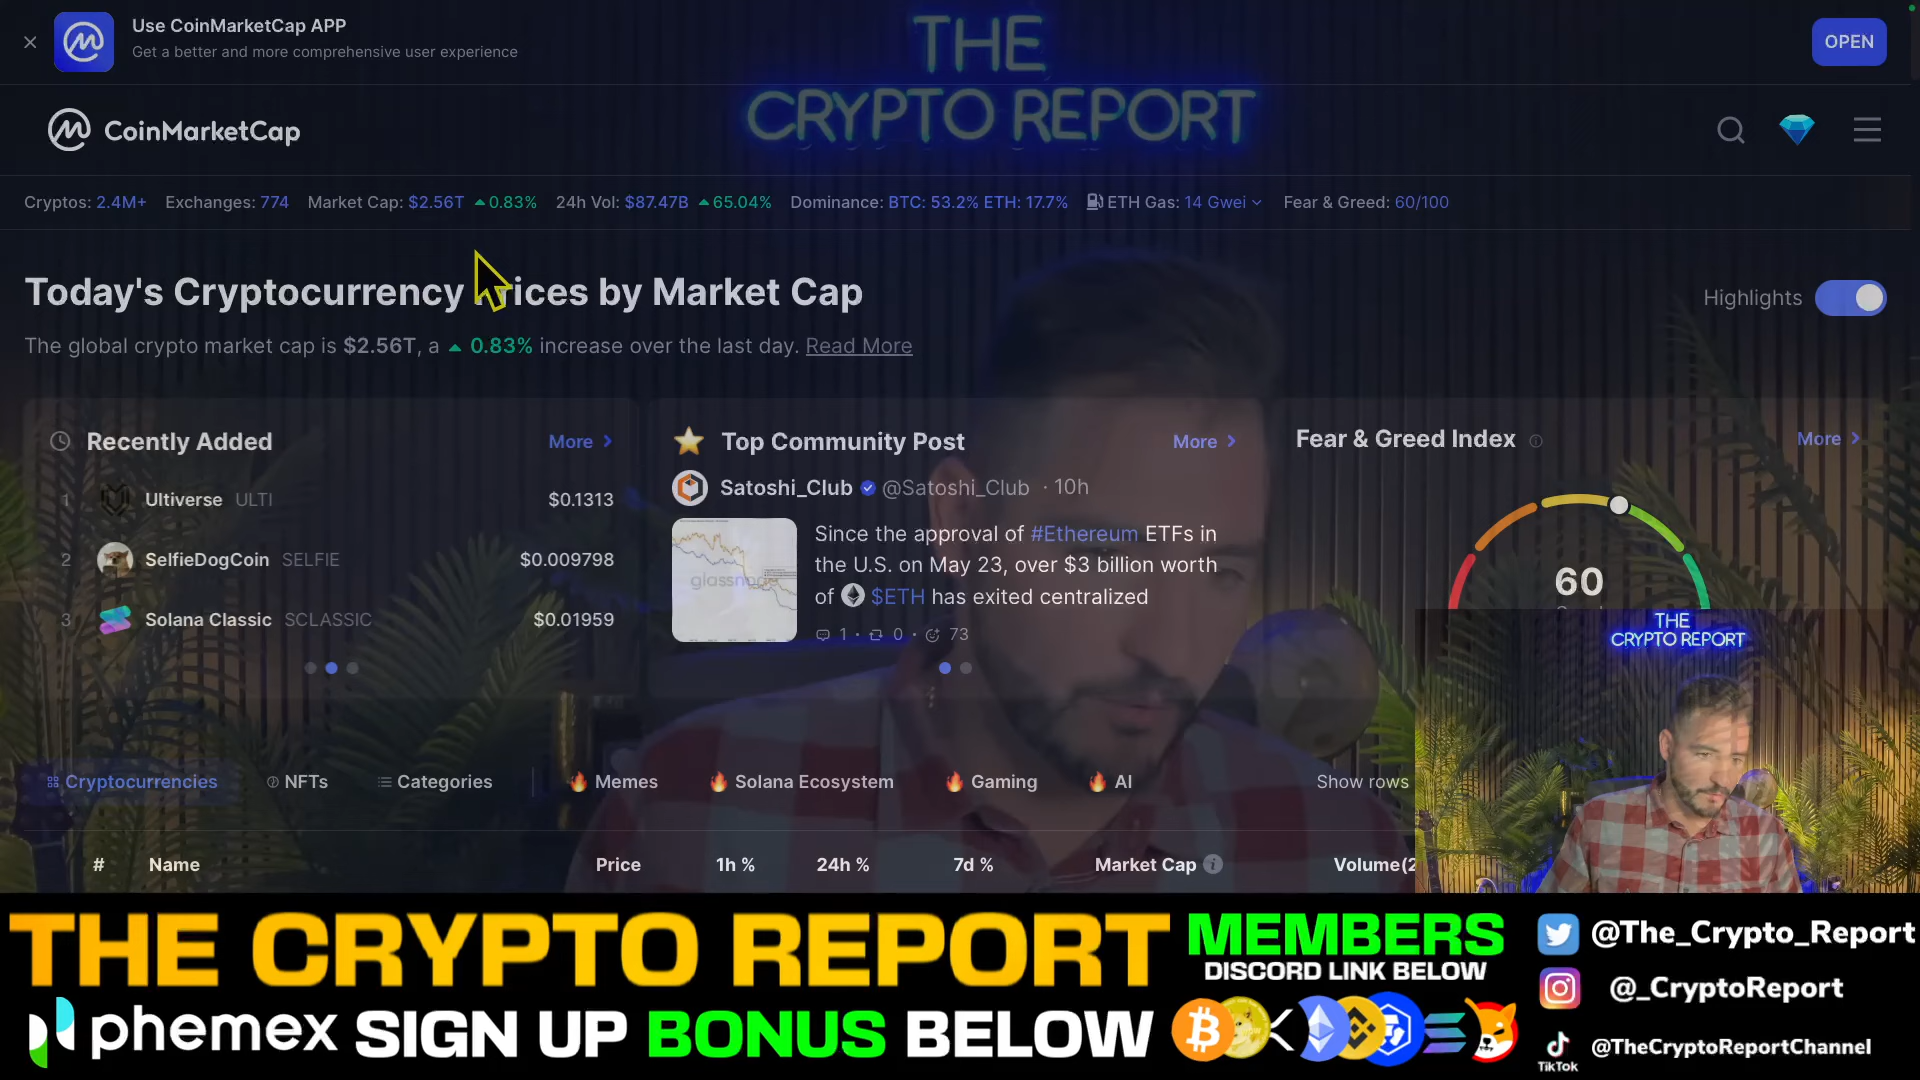 Use CoinMarketCap APP
Get a better and more comprehensive user experience
OPEN
THE
CRYPTO REPORT
CoinMarketCap
Cryptos: 2.4M+ Exchanges: 774 Market Cap: $2.56T 0.83% 24h Vol: $87.47B 65.04% Dominance: BTC: 53.2% ETH: 17.7% ETH Gas: 14 Gwei Fear & Greed: 60/100
Today's Cryptocurrency Prices by Market Cap
Highlights
The global crypto market cap is $2.56T, a 0.83% increase over the last day. Read More
Recently Added
More
1 Ultiverse ULTI $0.1313
2 SelfieDogCoin SELFIE $0.009798
3 Solana Classic SCLASSIC $0.01959
Top Community Post
More
Satoshi_Club @Satoshi_Club · 10h
glassnode
Since the approval of #Ethereum ETFs in
the U.S. on May 23, over $3 billion worth
of $ETH has exited centralized
1 · 0 · 73
Fear & Greed Index
More
60
THE
CRYPTO REPORT
Cryptocurrencies NFTs Categories Memes Solana Ecosystem Gaming AI Show rows
# Name Price 1h % 24h % 7d % Market Cap Volume(2
THE CRYPTO REPORT
MEMBERS
DISCORD LINK BELOW
phemex SIGN UP BONUS BELOW
@The_Crypto_Report
@_CryptoReport
TikTok
@TheCryptoReportChannel